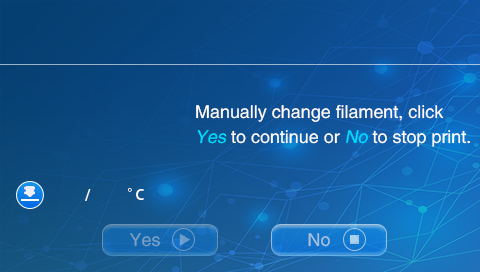 Manually change filament, click
Yes to continue or No to stop print.
/ °C
Yes
No